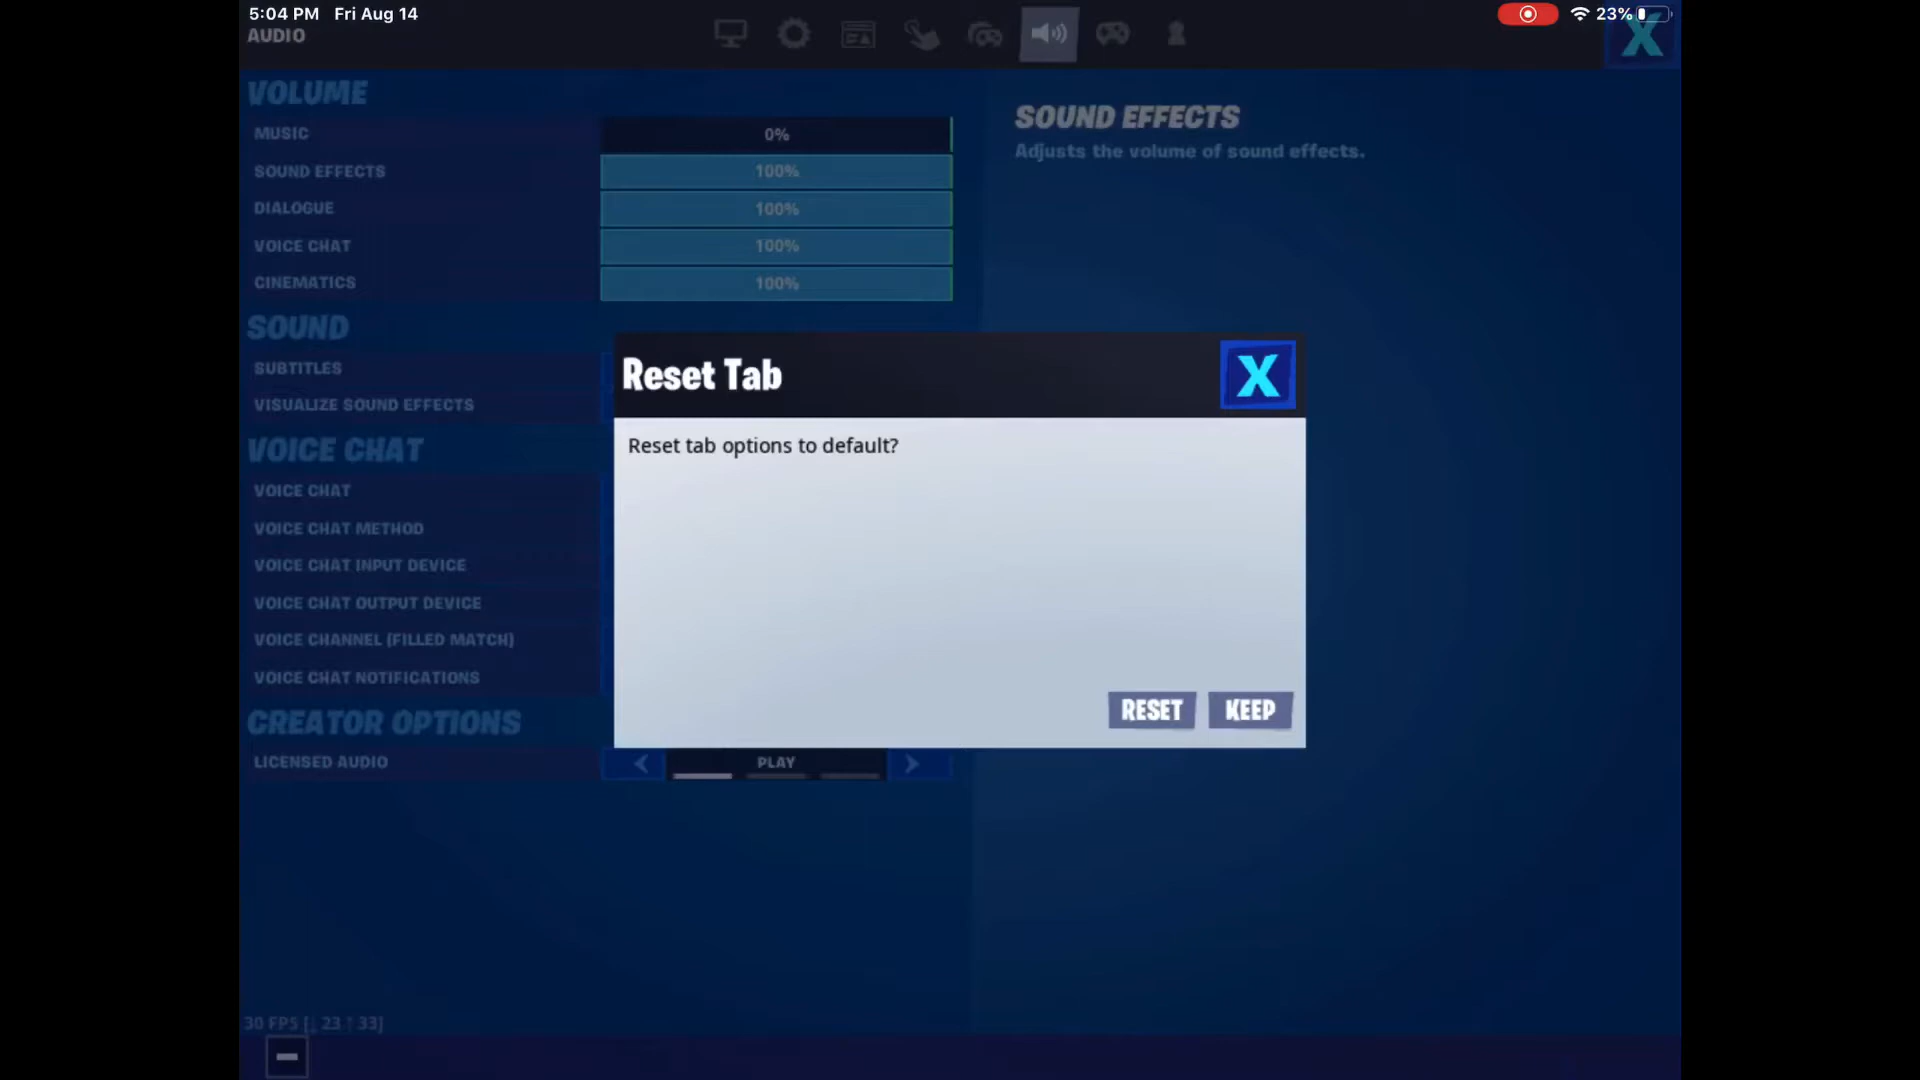 5:04 PM Fri Aug 14
23%
AUDIO
X
VOLUME
MUSIC 0%
SOUND EFFECTS 100%
DIALOGUE 100%
VOICE CHAT 100%
CINEMATICS 100%
SOUND EFFECTS
Adjusts the volume of sound effects.
SOUND
SUBTITLES
VISUALIZE SOUND EFFECTS
VOICE CHAT
VOICE CHAT
VOICE CHAT METHOD
VOICE CHAT INPUT DEVICE
VOICE CHAT OUTPUT DEVICE
VOICE CHANNEL (FILLED MATCH)
VOICE CHAT NOTIFICATIONS
CREATOR OPTIONS
LICENSED AUDIO PLAY
Reset Tab
X
Reset tab options to default?
RESET KEEP
30 FPS [↓ 23 ↑ 33]